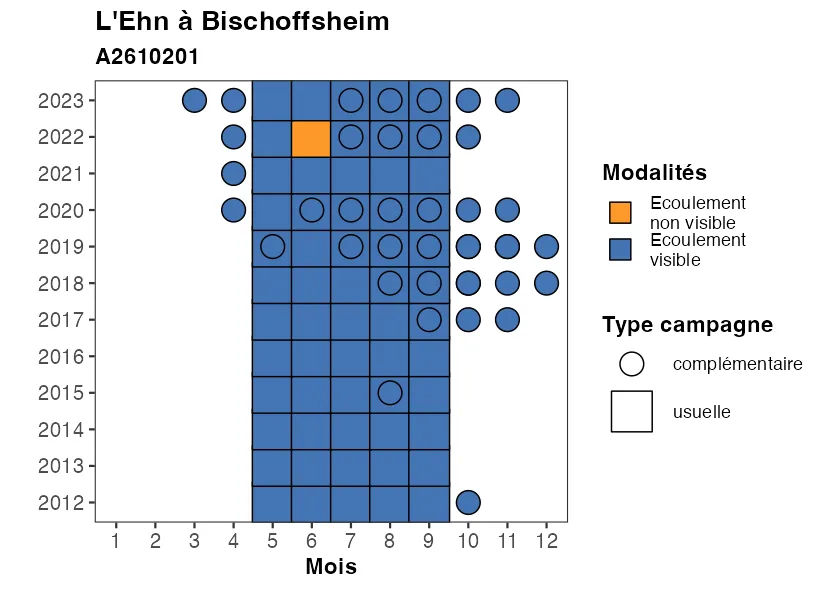 L'Ehn à Bischoffsheim
A2610201
2023
2022
2021
2020
2019
2018
2017
2016
2015
2014
2013
2012
1 2 3 4 5 6 7 8 9 10 11 12
Mois
Modalités
Ecoulement
non visible
Ecoulement
visible
Type campagne
complémentaire
usuelle